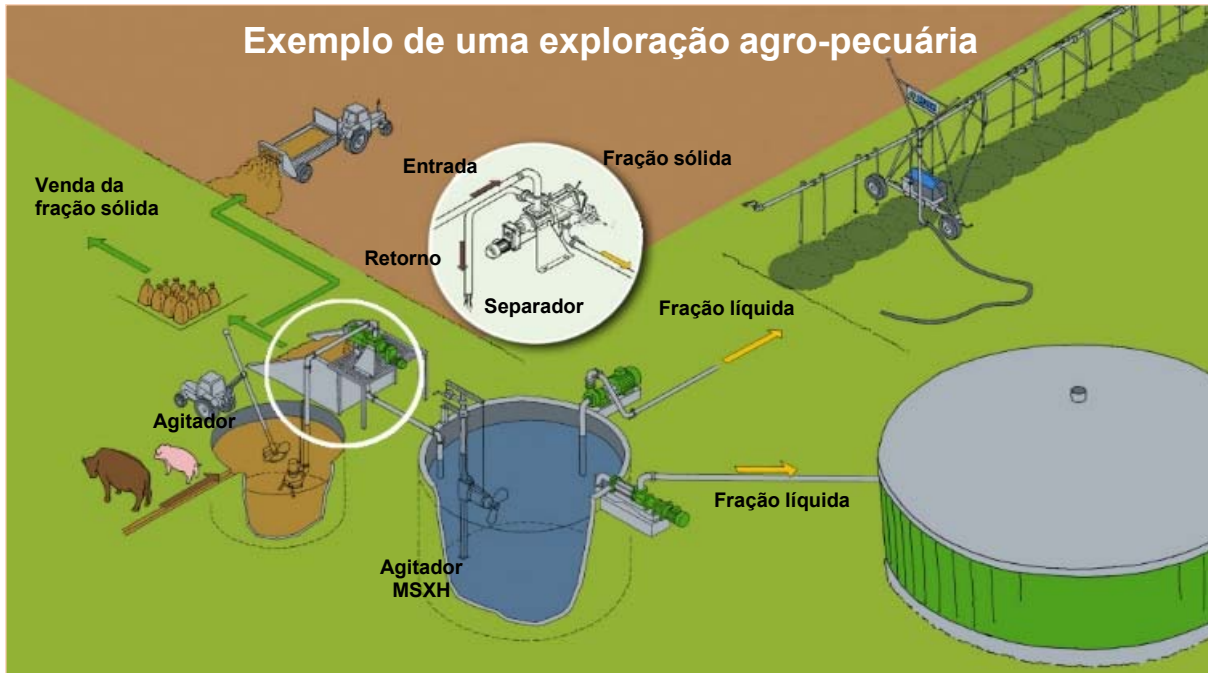 Exemplo de uma exploração agro-pecuária
Entrada
Fração sólida
Venda da
fração sólida
Retorno
Separador
Fração líquida
Agitador
Fração líquida
Agitador
MSXH